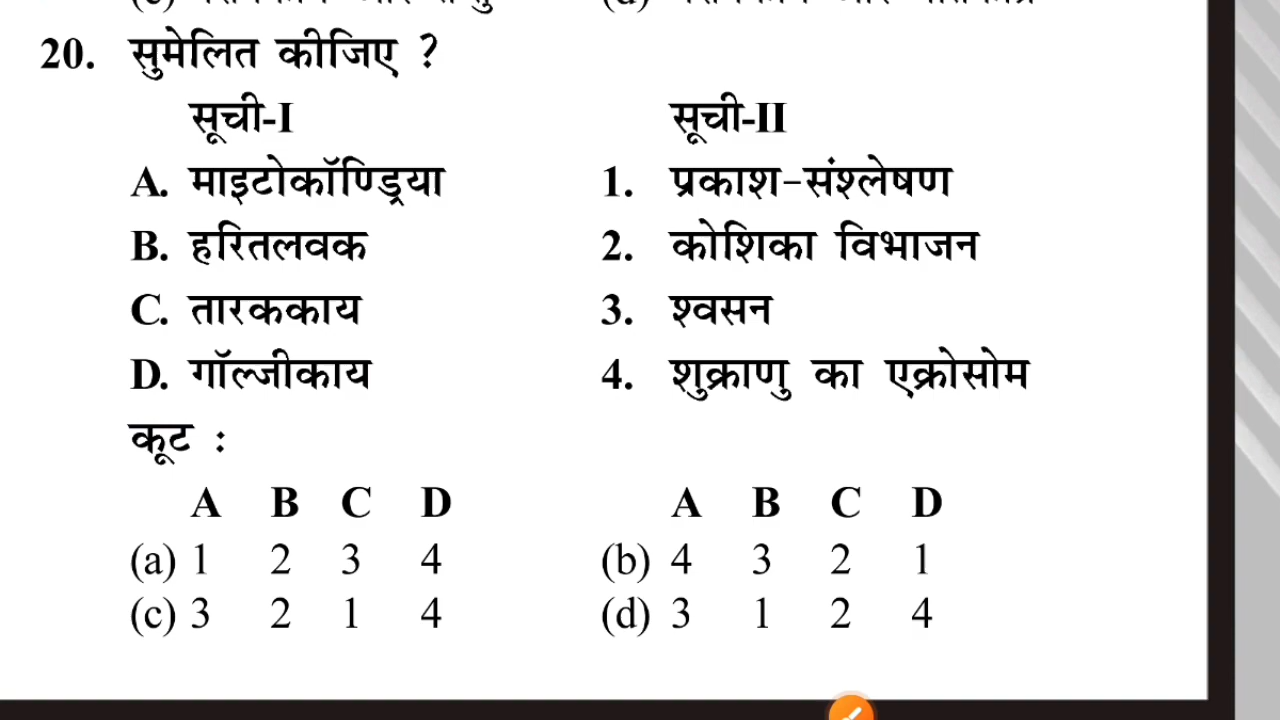 20. सुमेलित कीजिए ?
सूची-I सूची-II
A. माइटोकॉण्ड्रिया 1. प्रकाश-संश्लेषण
B. हरितलवक 2. कोशिका विभाजन
C. तारककाय 3. श्वसन
D. गॉल्जीकाय 4. शुक्राणु का एक्रोसोम
कूट :
A B C D A B C D
(a) 1 2 3 4 (b) 4 3 2 1
(c) 3 2 1 4 (d) 3 1 2 4